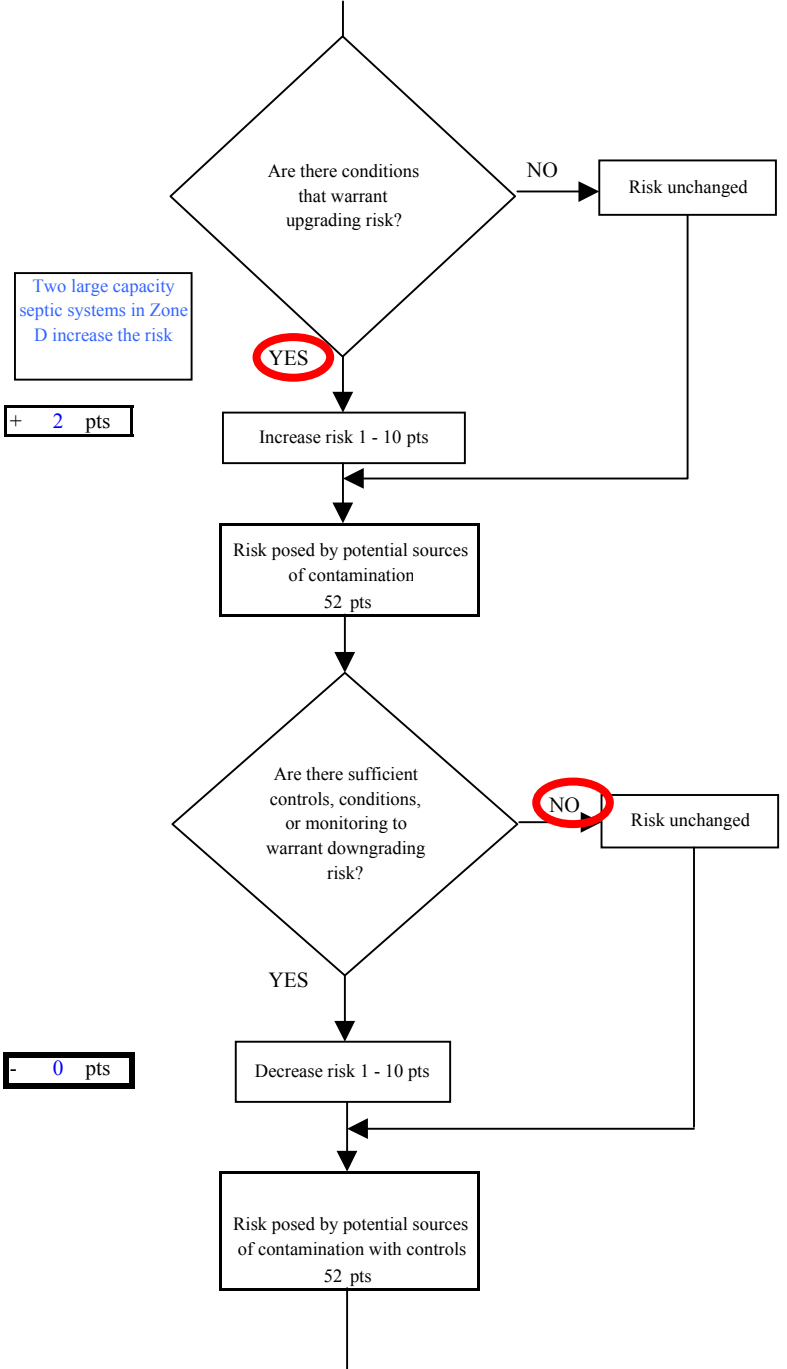 Are there conditions
that warrant
upgrading risk?
NO
Risk unchanged
Two large capacity
septic systems in Zone
D increase the risk
YES
+ 2 pts
Increase risk 1 - 10 pts
Risk posed by potential sources
of contamination
52 pts
Are there sufficient
controls, conditions,
or monitoring to
warrant downgrading
risk?
NO
Risk unchanged
YES
- 0 pts
Decrease risk 1 - 10 pts
Risk posed by potential sources
of contamination with controls
52 pts